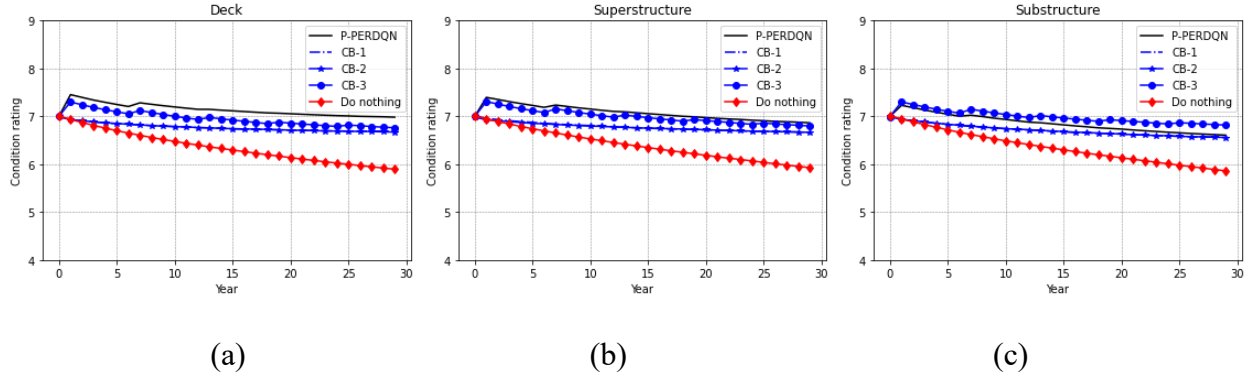 Deck
9
8
7
6
5
4
Condition rating
0 5 10 15 20 25 30
Year
P-PERDQN
CB-1
CB-2
CB-3
Do nothing
(a)
Superstructure
9
8
7
6
5
4
Condition rating
0 5 10 15 20 25 30
Year
P-PERDQN
CB-1
CB-2
CB-3
Do nothing
(b)
Substructure
9
8
7
6
5
4
Condition rating
0 5 10 15 20 25 30
Year
P-PERDQN
CB-1
CB-2
CB-3
Do nothing
(c)